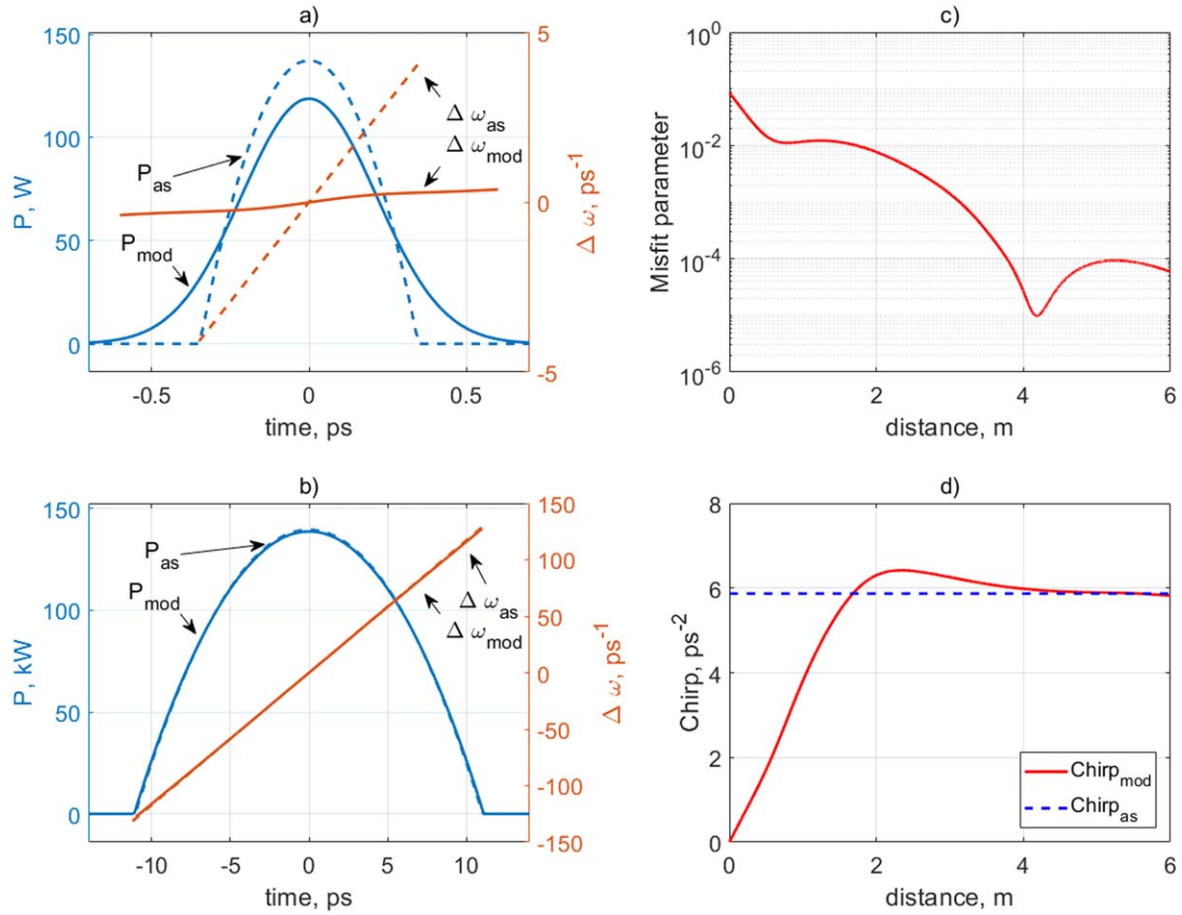 a)
150
100
50
0
P, W
5
0
-5
Δ ω, ps-1
Pas
Pmod
Δ ωas
Δ ωmod
-0.5
0
0.5
time, ps
c)
100
10-2
10-4
10-6
Misfit parameter
0
2
4
6
distance, m
b)
150
100
50
0
P, kW
150
100
50
0
-50
-100
-150
Δ ω, ps-1
Pas
Pmod
Δ ωas
Δ ωmod
-10
-5
0
5
10
time, ps
d)
8
6
4
2
0
Chirp, ps-2
Chirpmod
Chirpas
0
2
4
6
distance, m